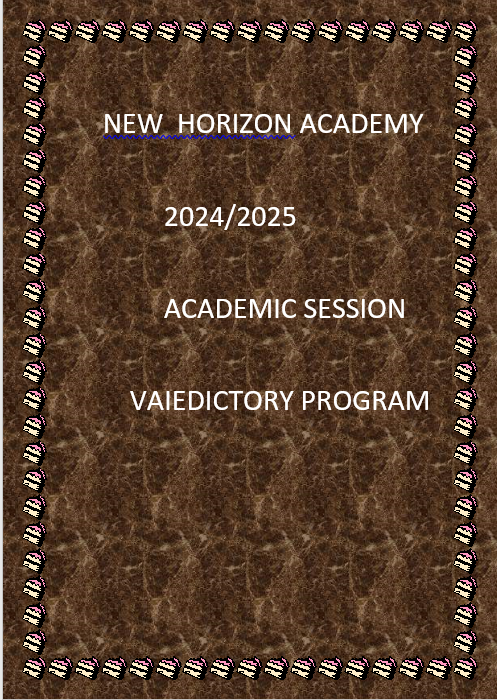 NEW  HORIZON ACADEMY
2024/2025
ACADEMIC SESSION
VAIEDICTORY PROGRAM